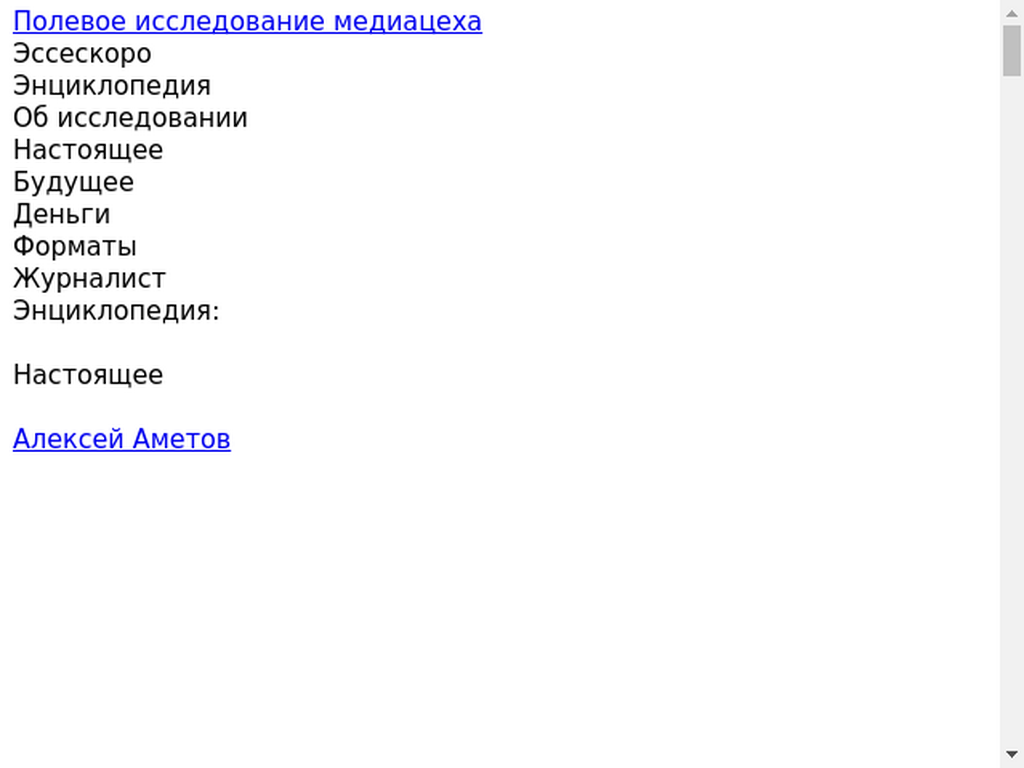 Полевое исследование медиацеха
Эссескоро
Энциклопедия
Об исследовании
Настоящее
Будущее
Деньги
Форматы
Журналист
Энциклопедия:
Настоящее
Алексей Аметов